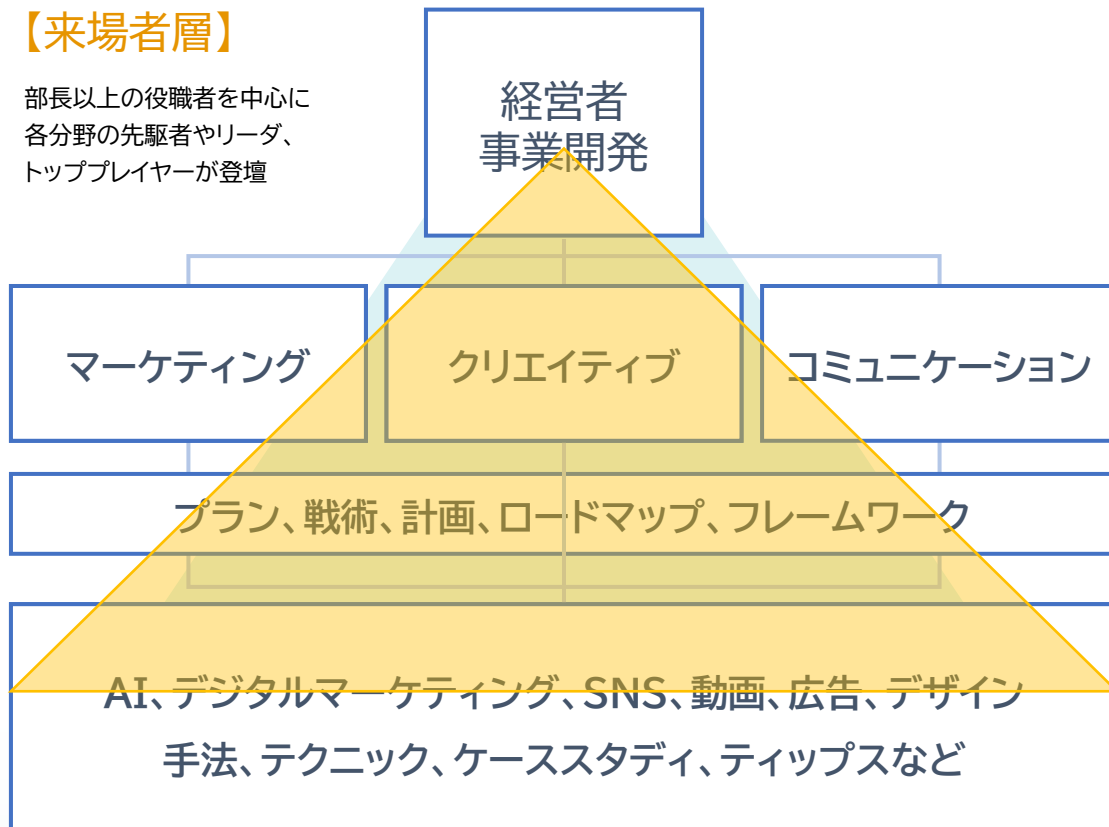 【来場者層】
部長以上の役職者を中心に
各分野の先駆者やリーダ、
トッププレイヤーが登壇
経営者
事業開発
マーケティング
クリエイティブ
コミュニケーション
プラン、戦術、計画、ロードマップ、フレームワーク
AI、デジタルマーケティング、SNS、動画、広告、デザイン
手法、テクニック、ケーススタディ、ティップスなど